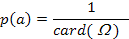 p(a) = 1 / card( Ω )